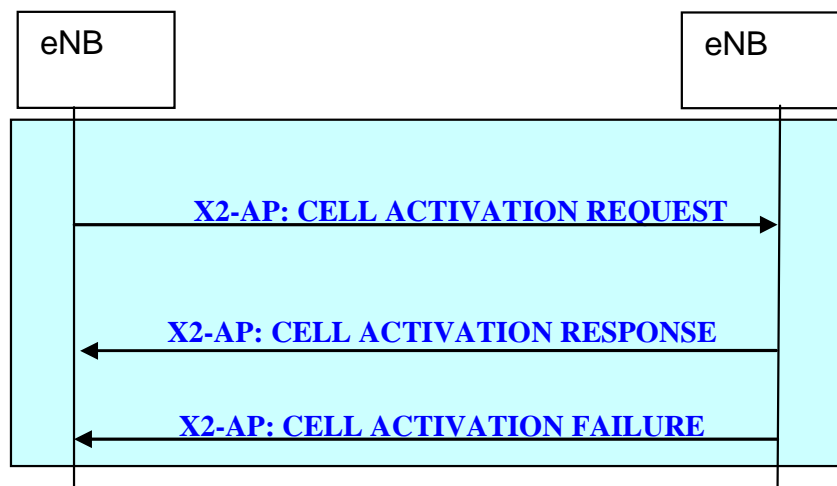 eNB
eNB
X2-AP: CELL ACTIVATION REQUEST
X2-AP: CELL ACTIVATION RESPONSE
X2-AP: CELL ACTIVATION FAILURE